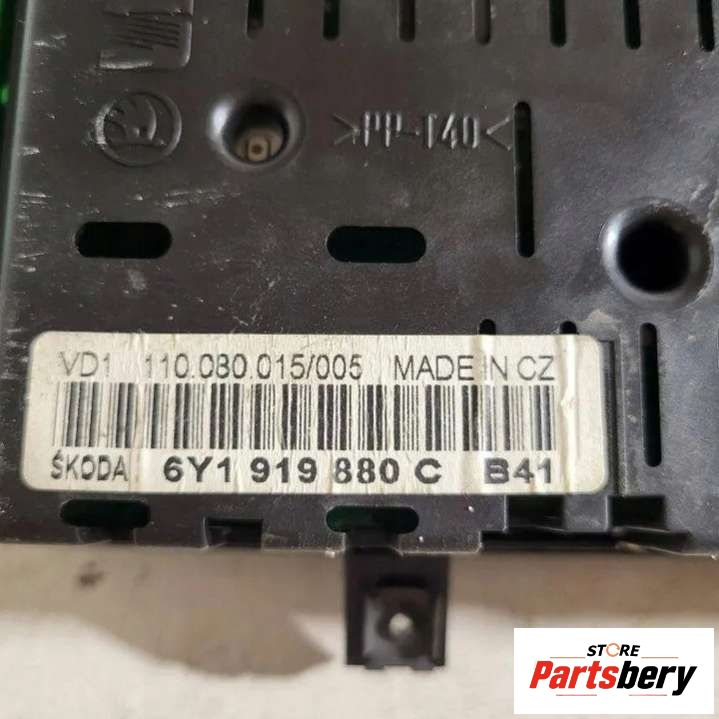 >PP-T40<
VD1 110.080.015/005 MADE IN CZ
ŠKODA 6Y1 919 880 C B41
STORE
Partsbery